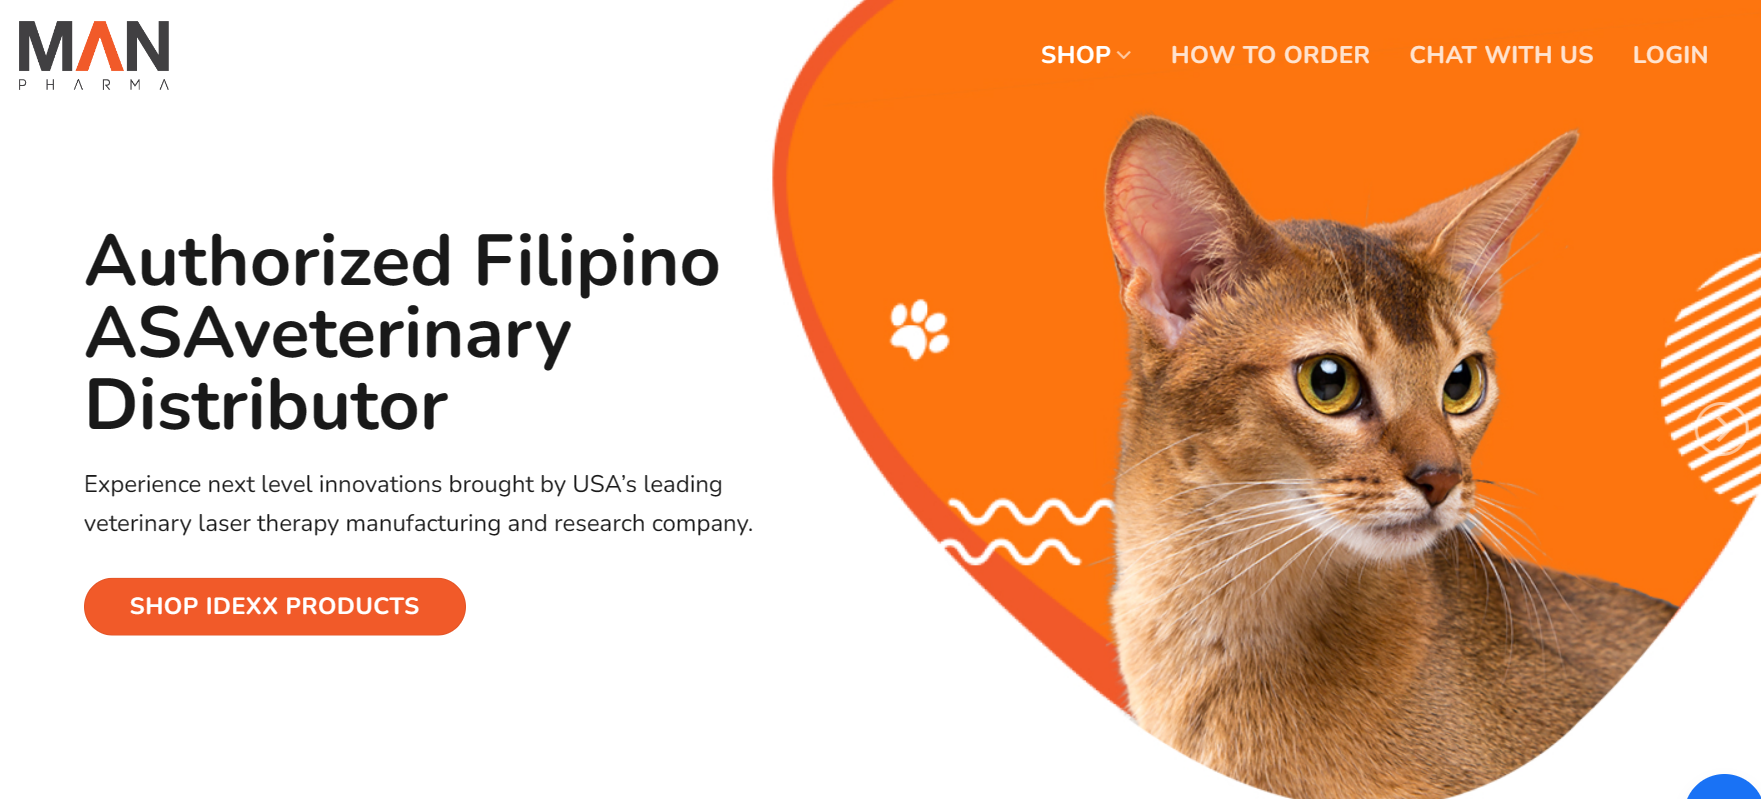 MAN
PHARMA
SHOP
HOW TO ORDER
CHAT WITH US
LOGIN
Authorized Filipino
ASAveterinary
Distributor
Experience next level innovations brought by USA’s leading
veterinary laser therapy manufacturing and research company.
SHOP IDEXX PRODUCTS